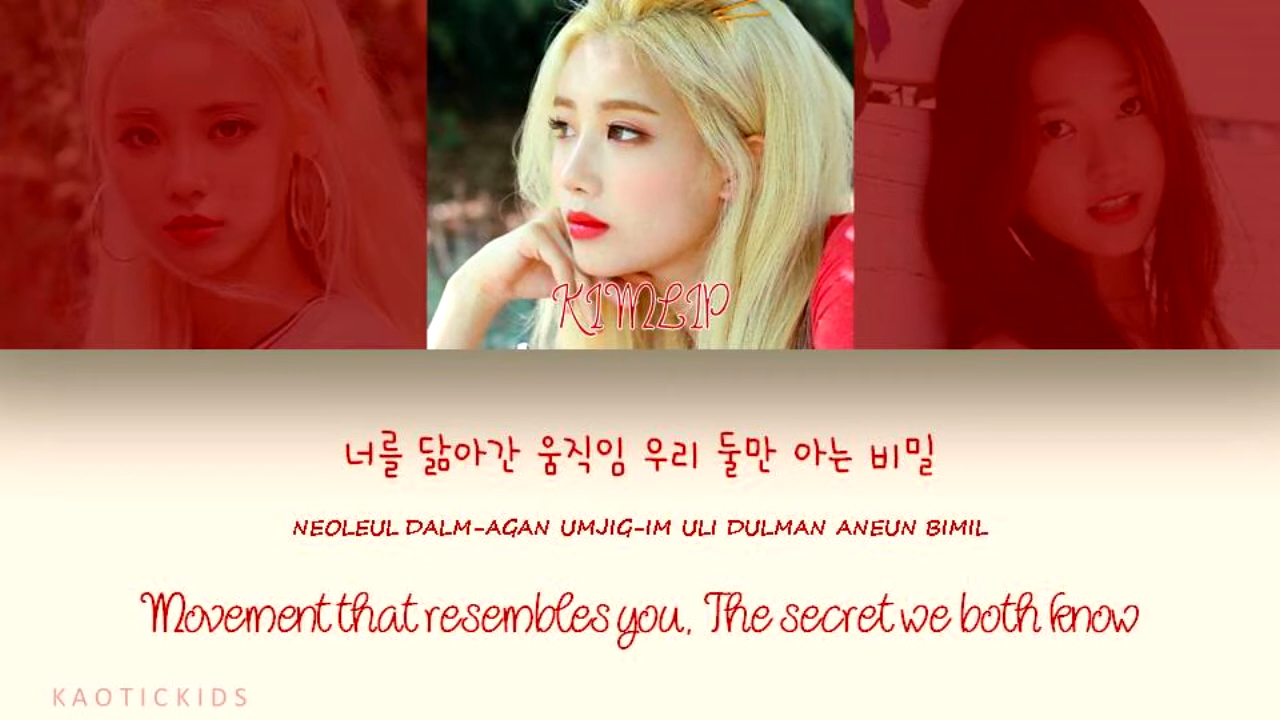 KIMLIP
너를 닮아간 움직임 우리 둘만 아는 비밀
NEOLEUL DALM-AGAN UMJIG-IM ULI DULMAN ANEUN BIMIL
Movement that resembles you, The secret we both know
KAOTICKIDS